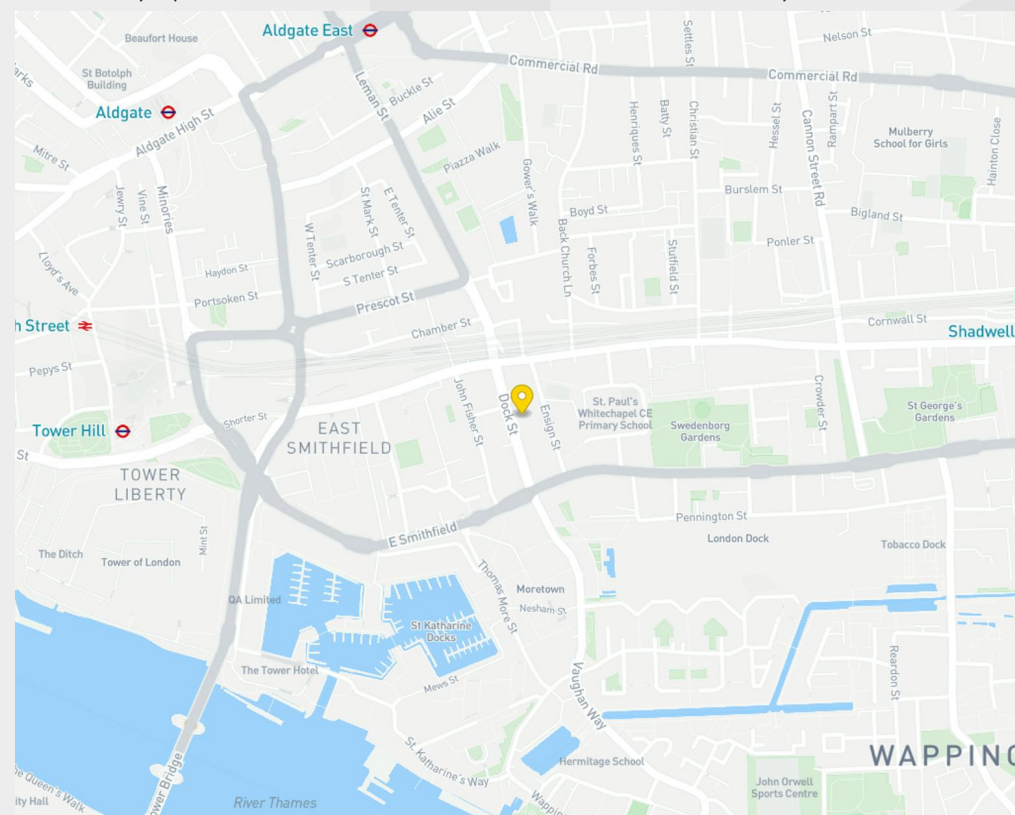 Aldgate East
Beaufort House
Settles St
Nelson St
Commercial Rd
Commercial Rd
St Botolph
Building
Leman St
Buckle St
Alie St
Aldgate
Aldgate High St
Mitre St
Henriques St
Batty St
Christian St
Hessel St
Cannon Street Rd
Rampart St
Mulberry
School for Girls
Hainton Close
Piazza Walk
Gower's Walk
Jewry St
Vine St
Minories
St Mark St
E Tenter St
Burslem St
Boyd St
Bigland St
W Tenter St
Scarborough St
Back Church Ln
Forbes St
Stutfield St
Ponler St
Lloyd's Ave
Haydon St
S Tenter St
Portsoken St
Prescot St
h Street
Chamber St
Cornwall St
Shadwell
Pepys St
John Fisher St
Dock St
Ensign St
St. Paul's
Whitechapel CE
Primary School
Crowder St
St George's
Gardens
Swedenborg
Gardens
Shorter St
Tower Hill
EAST
SMITHFIELD
St
TOWER
LIBERTY
Pennington St
E Smithfield
London Dock
Tobacco Dock
Mint St
The Ditch
Tower of London
Thomas More St
Moretown
Nesham St
QA Limited
St Katharine
Docks
The Tower Hotel
Mews St
Vaughan Way
Reardon St
St. Katharine's Way
Hermitage School
WAPPING
John Orwell
Sports Centre
ower Bridge
he Queen's Walk
ity Hall
River Thames
Wapping